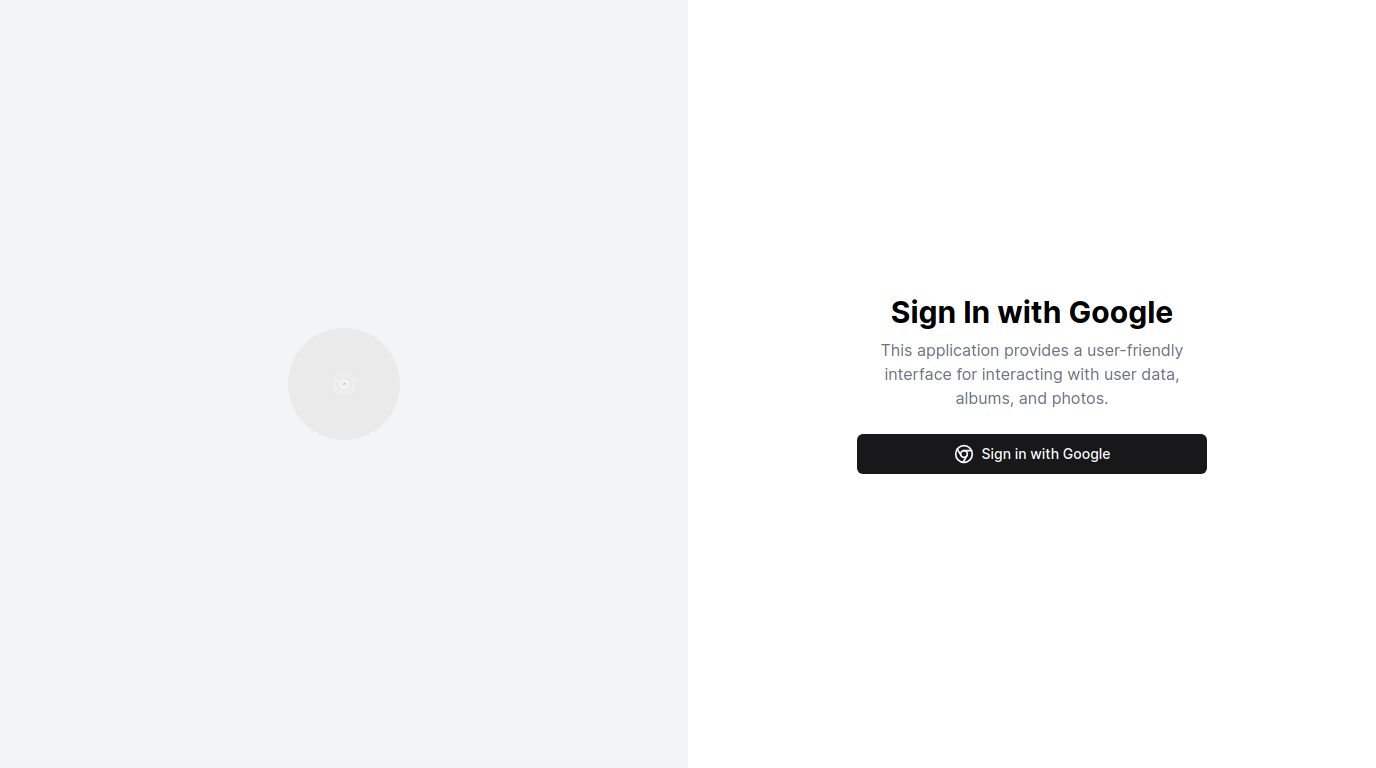 Sign In with Google
This application provides a user-friendly
interface for interacting with user data,
albums, and photos.
Sign in with Google